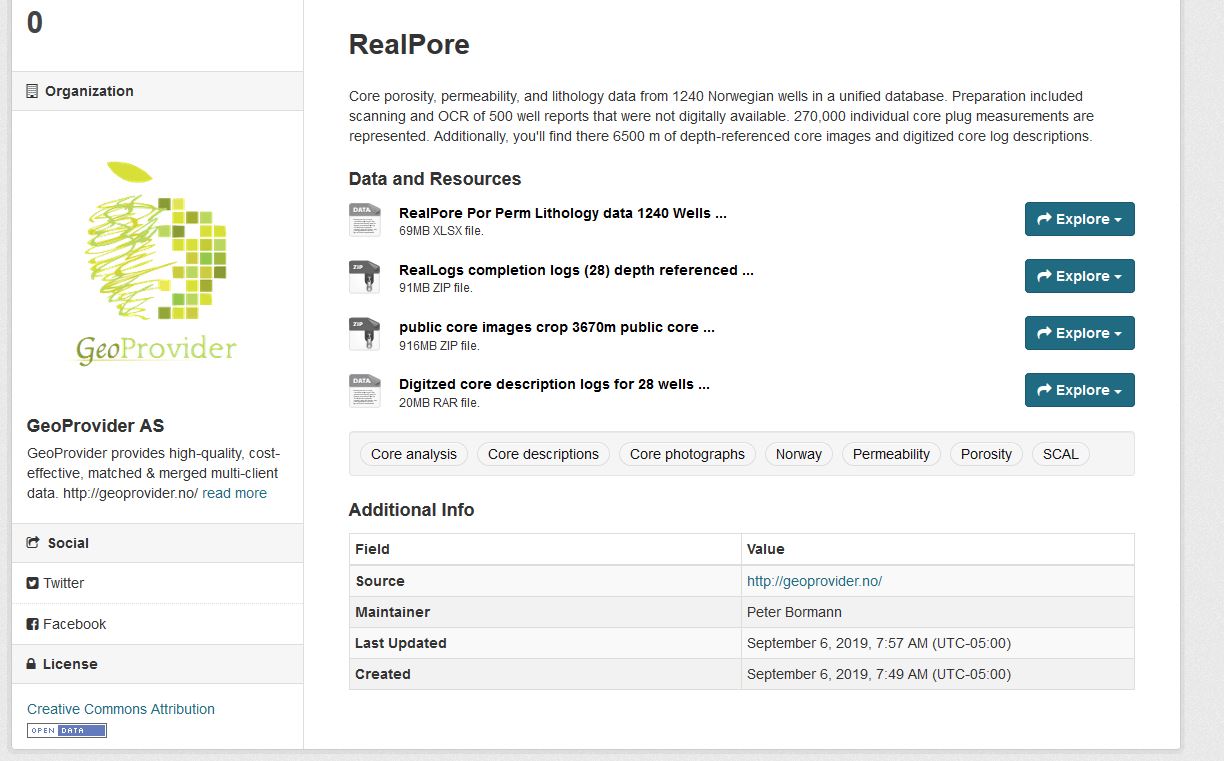 0
Organization
GeoProvider
GeoProvider AS
GeoProvider provides high-quality, cost-
effective, matched & merged multi-client
data. http://geoprovider.no/ read more
Social
Twitter
Facebook
License
Creative Commons Attribution
OPEN DATA
RealPore
Core porosity, permeability, and lithology data from 1240 Norwegian wells in a unified database. Preparation included
scanning and OCR of 500 well reports that were not digitally available. 270,000 individual core plug measurements are
represented. Additionally, you'll find there 6500 m of depth-referenced core images and digitized core log descriptions.
Data and Resources
DATA
RealPore Por Perm Lithology data 1240 Wells ...
69MB XLSX file.
Explore
ZIP
RealLogs completion logs (28) depth referenced ...
91MB ZIP file.
Explore
ZIP
public core images crop 3670m public core ...
916MB ZIP file.
Explore
DATA
Digitzed core description logs for 28 wells ...
20MB RAR file.
Explore
Core analysis Core descriptions Core photographs Norway Permeability Porosity SCAL
Additional Info
Field Value
Source http://geoprovider.no/
Maintainer Peter Bormann
Last Updated September 6, 2019, 7:57 AM (UTC-05:00)
Created September 6, 2019, 7:49 AM (UTC-05:00)